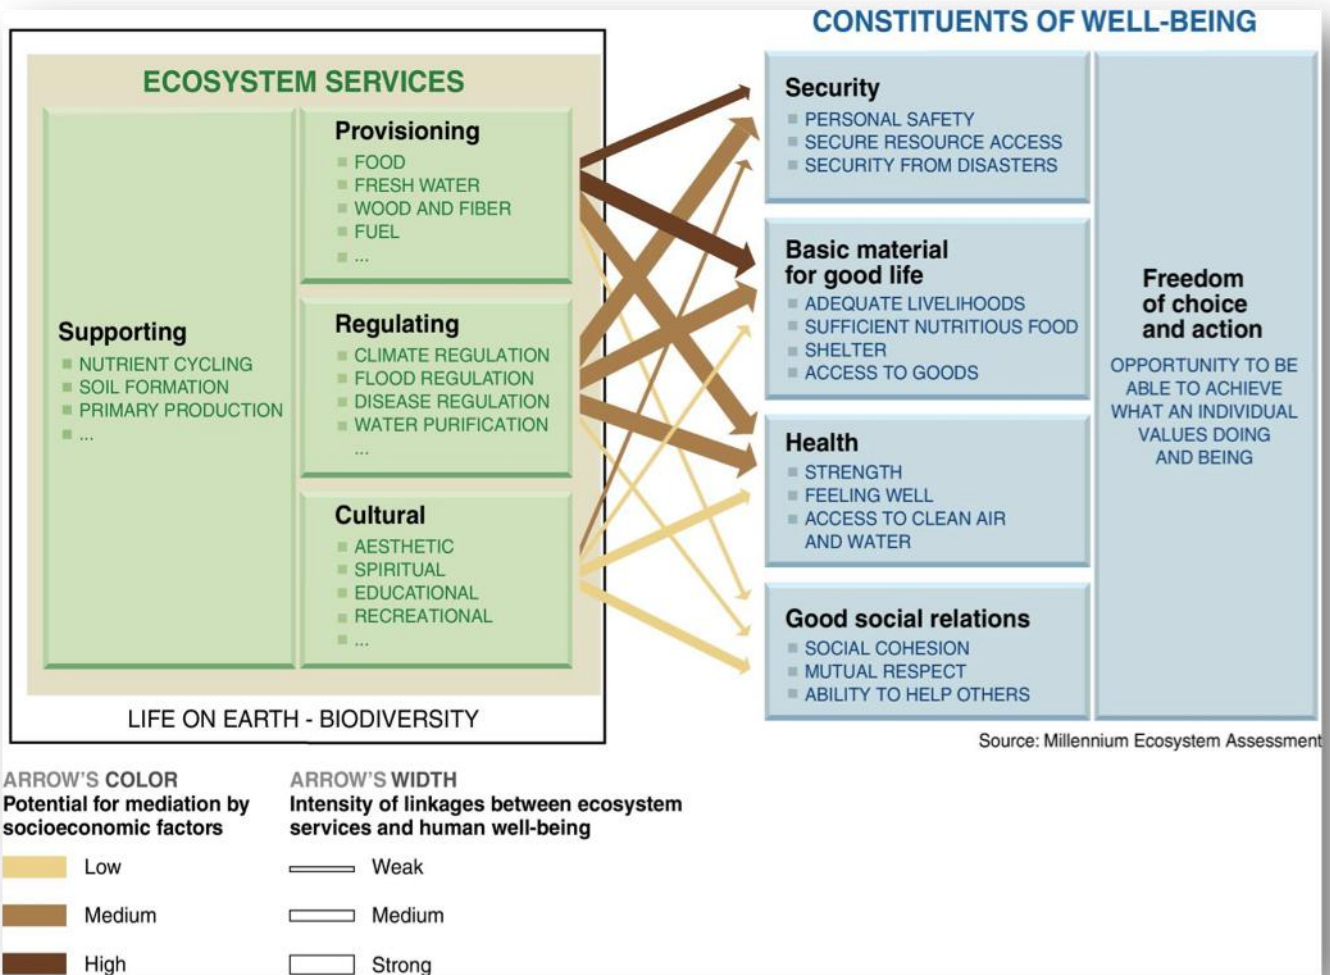 CONSTITUENTS OF WELL-BEING
ECOSYSTEM SERVICES
Supporting
NUTRIENT CYCLING
SOIL FORMATION
PRIMARY PRODUCTION
...
Provisioning
FOOD
FRESH WATER
WOOD AND FIBER
FUEL
...
Regulating
CLIMATE REGULATION
FLOOD REGULATION
DISEASE REGULATION
WATER PURIFICATION
...
Cultural
AESTHETIC
SPIRITUAL
EDUCATIONAL
RECREATIONAL
...
LIFE ON EARTH - BIODIVERSITY
Security
PERSONAL SAFETY
SECURE RESOURCE ACCESS
SECURITY FROM DISASTERS
Basic material
for good life
ADEQUATE LIVELIHOODS
SUFFICIENT NUTRITIOUS FOOD
SHELTER
ACCESS TO GOODS
Health
STRENGTH
FEELING WELL
ACCESS TO CLEAN AIR
AND WATER
Good social relations
SOCIAL COHESION
MUTUAL RESPECT
ABILITY TO HELP OTHERS
Freedom
of choice
and action
OPPORTUNITY TO BE
ABLE TO ACHIEVE
WHAT AN INDIVIDUAL
VALUES DOING
AND BEING
Source: Millennium Ecosystem Assessment
ARROW'S COLOR
Potential for mediation by
socioeconomic factors
Low
Medium
High
ARROW'S WIDTH
Intensity of linkages between ecosystem
services and human well-being
Weak
Medium
Strong